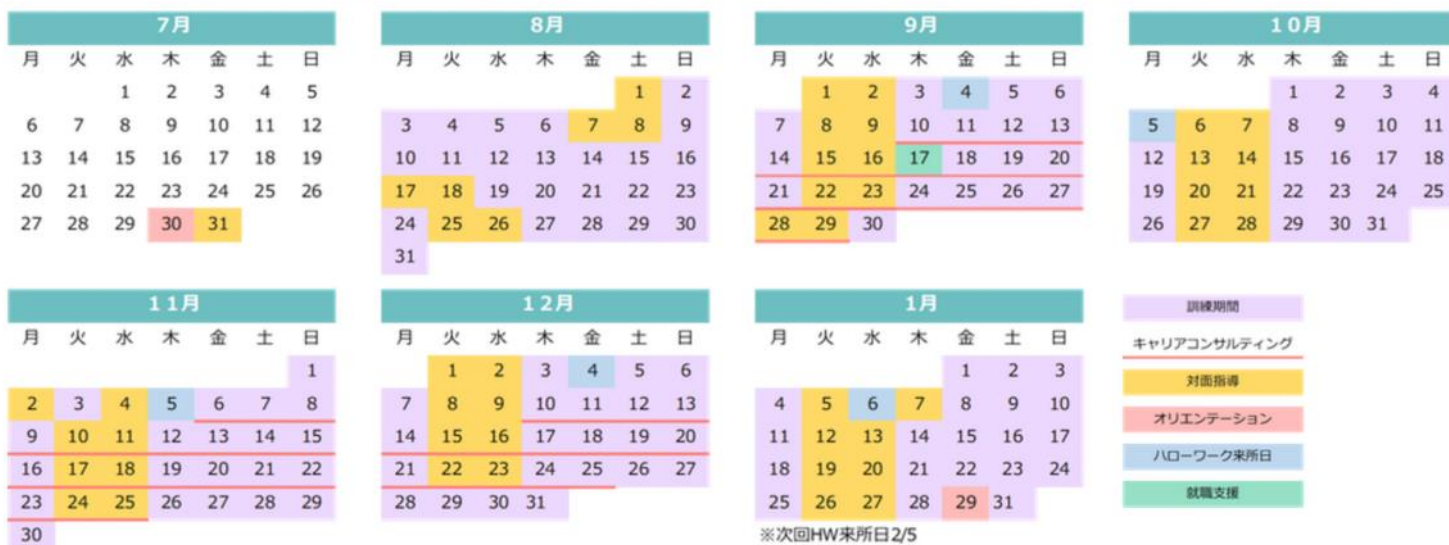 7月
月 火 水 木 金 土 日
1 2 3 4 5
6 7 8 9 10 11 12
13 14 15 16 17 18 19
20 21 22 23 24 25 26
27 28 29 30 31
8月
月 火 水 木 金 土 日
1 2
3 4 5 6 7 8 9
10 11 12 13 14 15 16
17 18 19 20 21 22 23
24 25 26 27 28 29 30
31
9月
月 火 水 木 金 土 日
1 2 3 4 5 6
7 8 9 10 11 12 13
14 15 16 17 18 19 20
21 22 23 24 25 26 27
28 29 30
10月
月 火 水 木 金 土 日
1 2 3 4
5 6 7 8 9 10 11
12 13 14 15 16 17 18
19 20 21 22 23 24 25
26 27 28 29 30 31
11月
月 火 水 木 金 土 日
1
2 3 4 5 6 7 8
9 10 11 12 13 14 15
16 17 18 19 20 21 22
23 24 25 26 27 28 29
30
12月
月 火 水 木 金 土 日
1 2 3 4 5 6
7 8 9 10 11 12 13
14 15 16 17 18 19 20
21 22 23 24 25 26 27
28 29 30 31
1月
月 火 水 木 金 土 日
1 2 3
4 5 6 7 8 9 10
11 12 13 14 15 16 17
18 19 20 21 22 23 24
25 26 27 28 29 31
※次回HW来所日2/5
訓練期間
キャリアコンサルティング
対面指導
オリエンテーション
ハローワーク来所日
就職支援